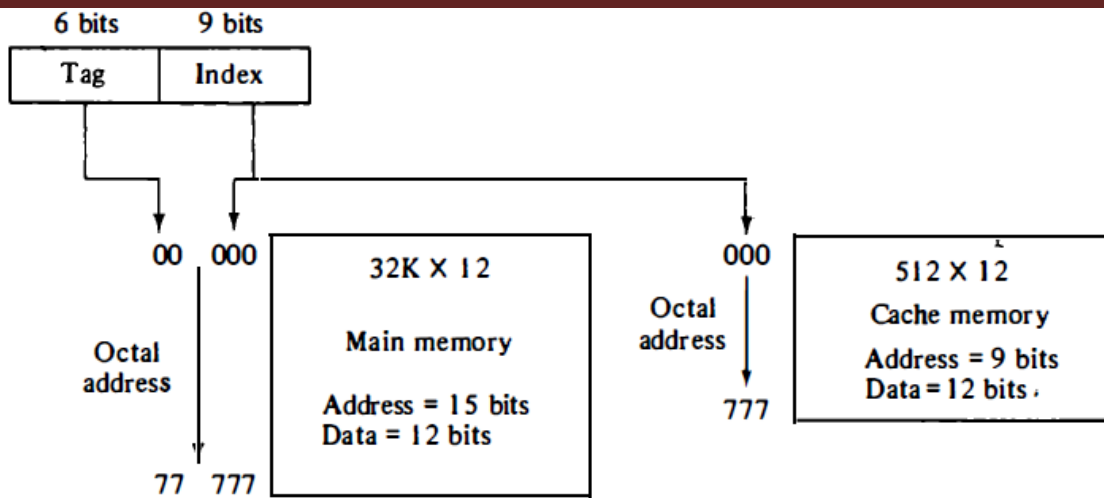 6 bits 9 bits
Tag Index
00 000
32K X 12
Main memory
Address = 15 bits
Data = 12 bits
Octal
address
77 777
000
Octal
address
777
512 X 12
Cache memory
Address = 9 bits
Data = 12 bits